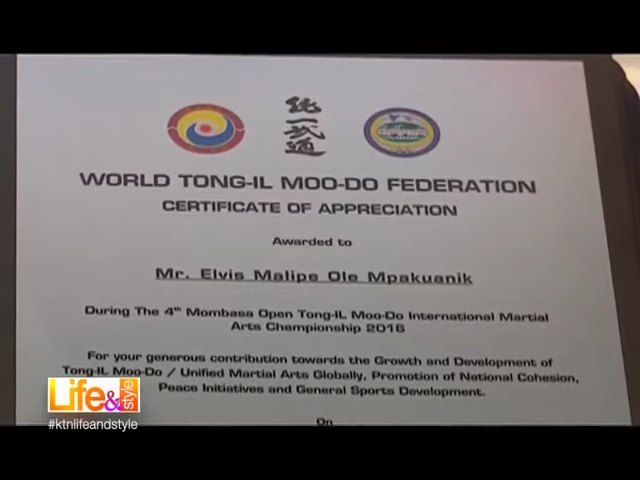 統一武道
WORLD TONG-IL MOO-DO FEDERATION
CERTIFICATE OF APPRECIATION
Awarded to
Mr. Elvis Malipe Ole Mpakuanik
During The 4th Mombasa Open Tong-IL Moo-Do International Martial
Arts Championship 2016
For your generous contribution towards the Growth and Development of
Tong-IL Moo-Do / Unified Martial Arts Globally, Promotion of National Cohesion,
Peace Initiatives and General Sports Development.
On
Life& style
#ktnlifeandstyle